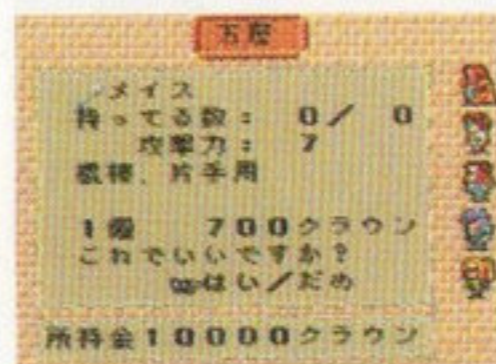 メイス
持ってる数: 0/ 0
攻撃力: 7
棍棒、片手用
1個 700クラウン
これでいいですか?
はい/だめ
所持金10000クラウン